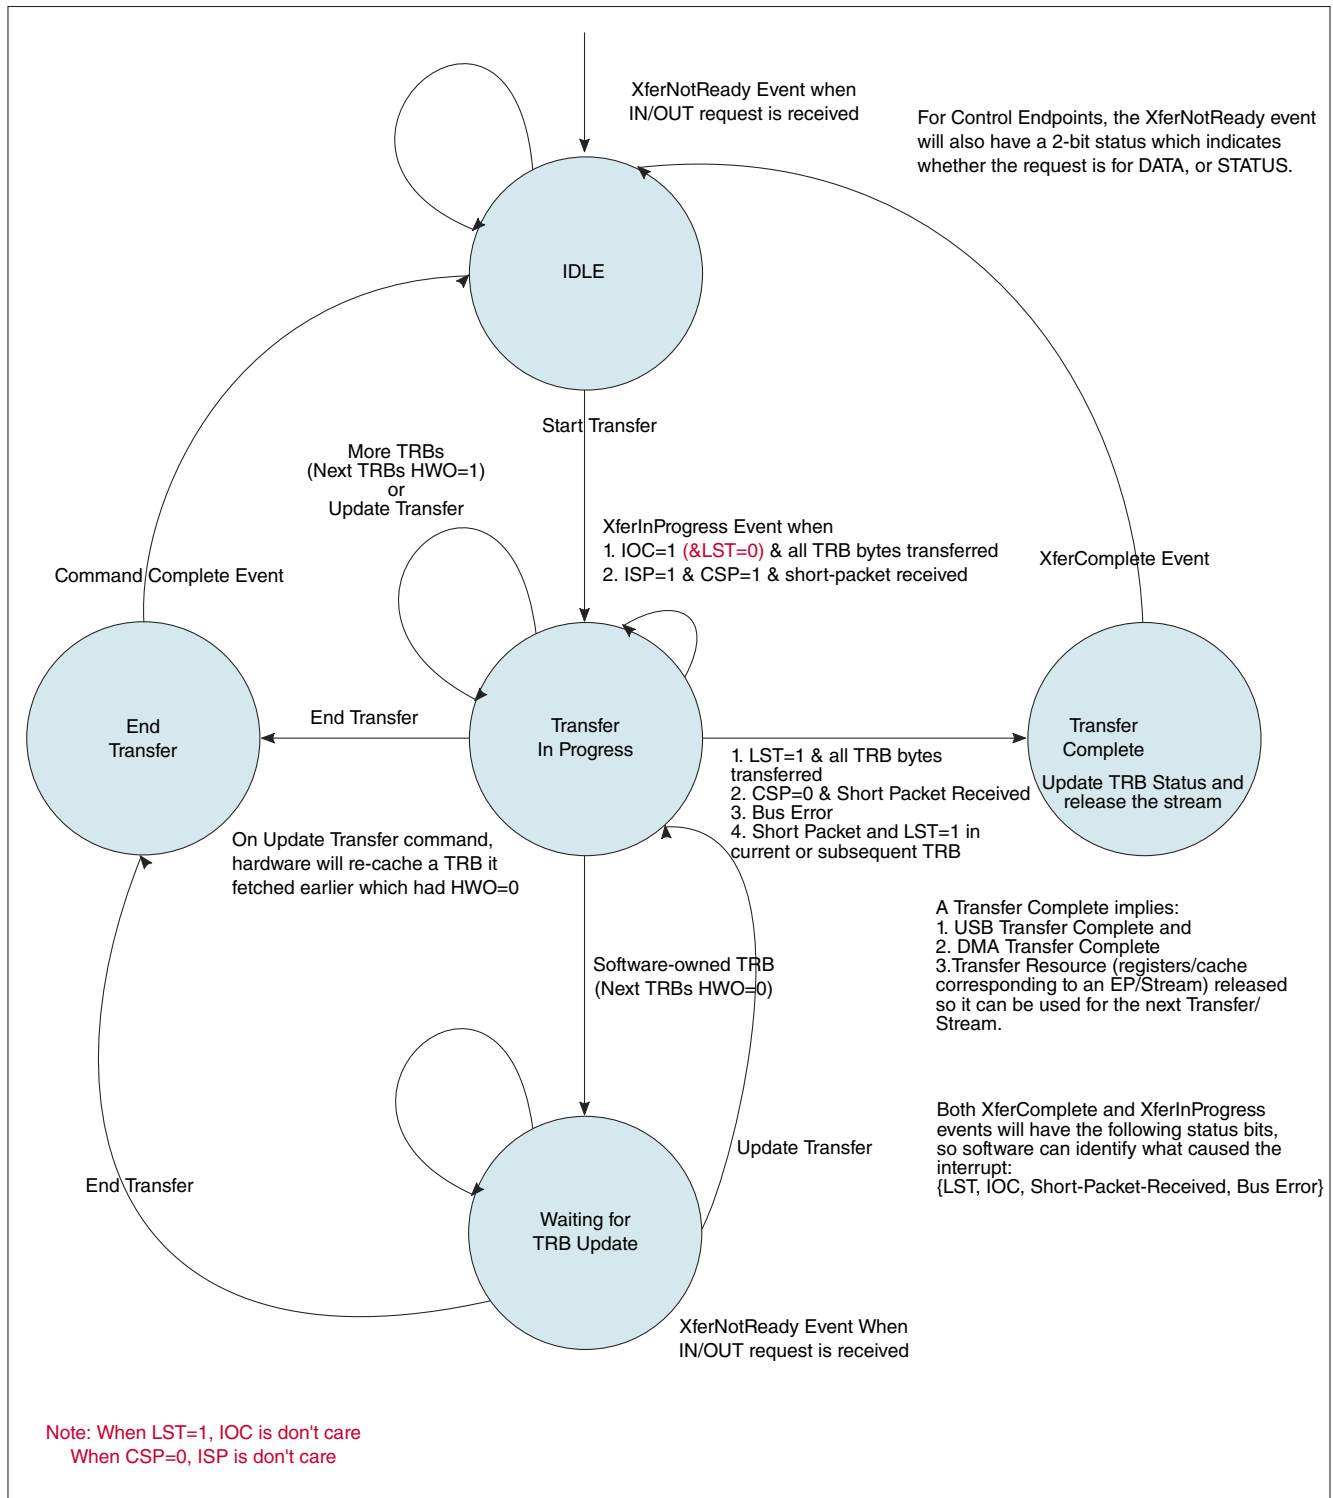 XferNotReady Event when
IN/OUT request is received
For Control Endpoints, the XferNotReady event
will also have a 2-bit status which indicates
whether the request is for DATA, or STATUS.
IDLE
Start Transfer
More TRBs
(Next TRBs HWO=1)
or
Update Transfer
XferInProgress Event when
1. IOC=1 (&LST=0) & all TRB bytes transferred
2. ISP=1 & CSP=1 & short-packet received
Command Complete Event
XferComplete Event
End
Transfer
End Transfer
Transfer
In Progress
Transfer
Complete
Update TRB Status and
release the stream
1. LST=1 & all TRB bytes
transferred
2. CSP=0 & Short Packet Received
3. Bus Error
4. Short Packet and LST=1 in
current or subsequent TRB
On Update Transfer command,
hardware will re-cache a TRB it
fetched earlier which had HWO=0
A Transfer Complete implies:
1. USB Transfer Complete and
2. DMA Transfer Complete
3.Transfer Resource (registers/cache
corresponding to an EP/Stream) released
so it can be used for the next Transfer/
Stream.
Software-owned TRB
(Next TRBs HWO=0)
Both XferComplete and XferInProgress
events will have the following status bits,
so software can identify what caused the
interrupt:
{LST, IOC, Short-Packet-Received, Bus Error}
Update Transfer
End Transfer
Waiting for
TRB Update
XferNotReady Event When
IN/OUT request is received
Note: When LST=1, IOC is don't care
When CSP=0, ISP is don't care